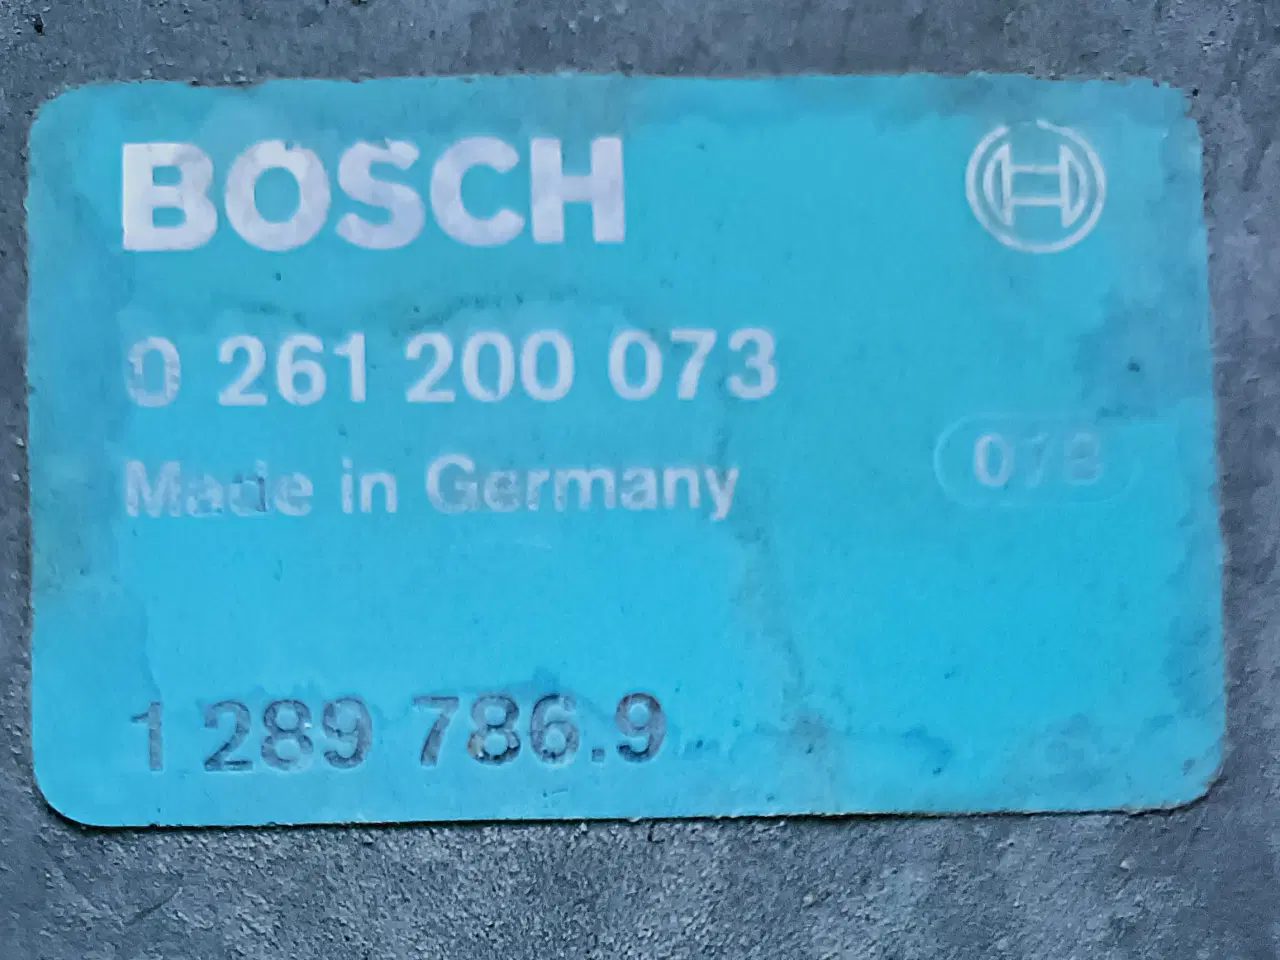 BOSCH
0 261 200 073
Made in Germany
1 289 786.9